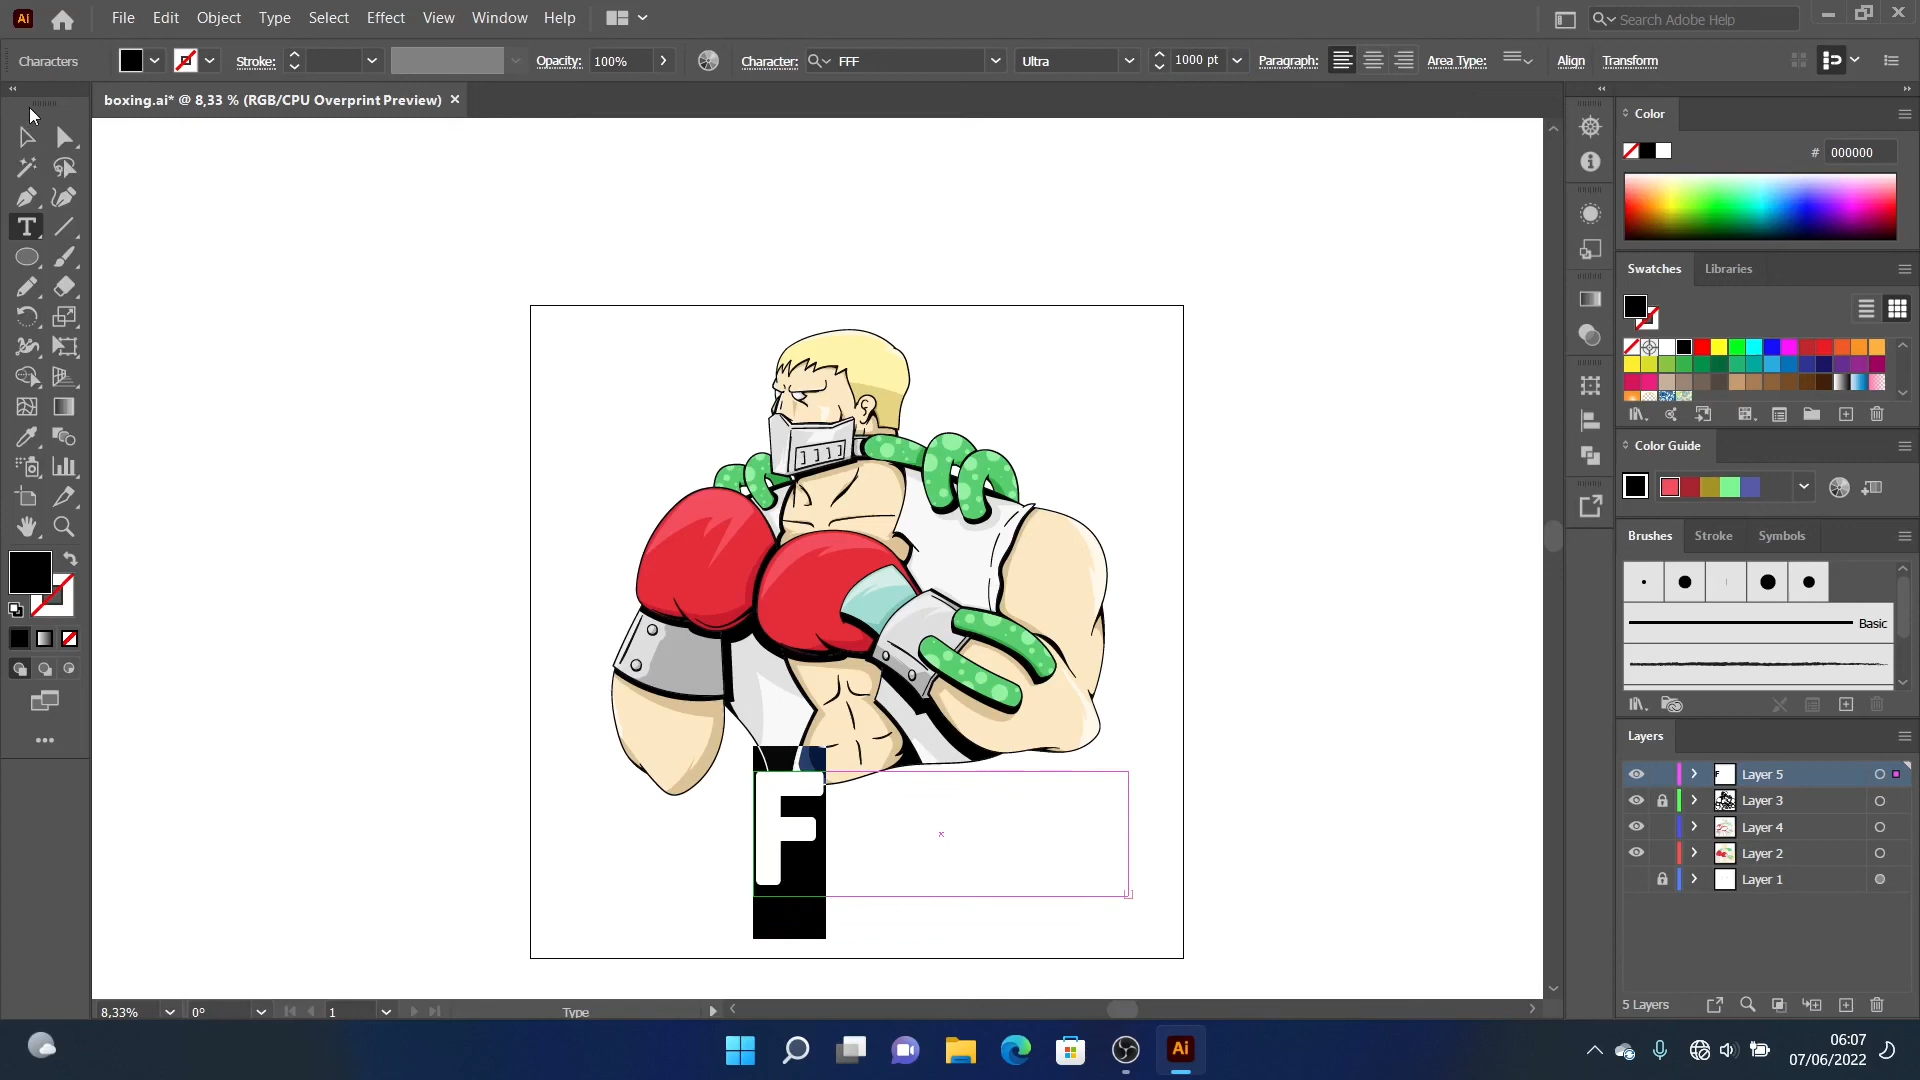 Ai File Edit Object Type Select Effect View Window Help Search Adobe Help
Characters Stroke: Opacity: 100% Character: FFF Ultra 1000 pt Paragraph: Area Type: Align Transform
boxing.ai* @ 8,33 % (RGB/CPU Overprint Preview)
Color
# 000000
Swatches Libraries
Color Guide
Brushes Stroke Symbols
Basic
Layers
Layer 5
Layer 3
Layer 4
Layer 2
Layer 1
F
5 Layers
8,33% 0° 1 Type
Ai
06:07
07/06/2022